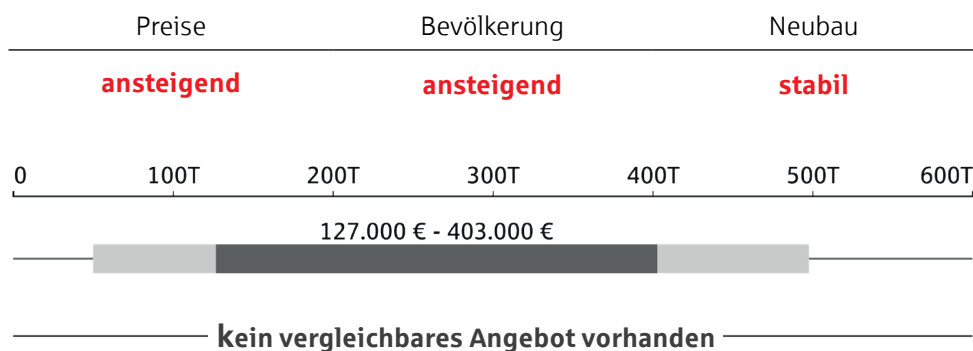 Preise Bevölkerung Neubau
ansteigend ansteigend stabil
0 100T 200T 300T 400T 500T 600T
127.000 € - 403.000 €
kein vergleichbares Angebot vorhanden